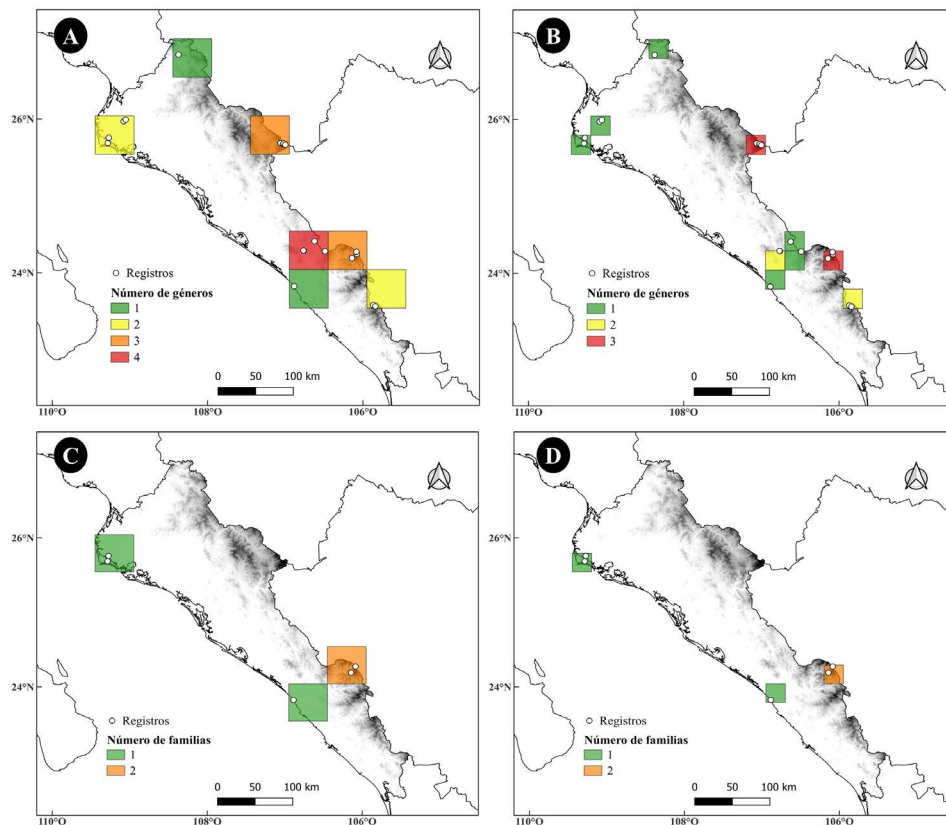 A
26°O
24°O
Registros
Número de géneros
1
2
3
4
0 50 100 km
110°O 108°O 106°O
B
26°O
24°O
Registros
Número de géneros
1
2
3
0 50 100 km
110°O 108°O 106°O
C
26°O
24°O
Registros
Número de familias
1
2
0 50 100 km
110°O 108°O 106°O
D
26°O
24°O
Registros
Número de familias
1
2
0 50 100 km
110°O 108°O 106°O